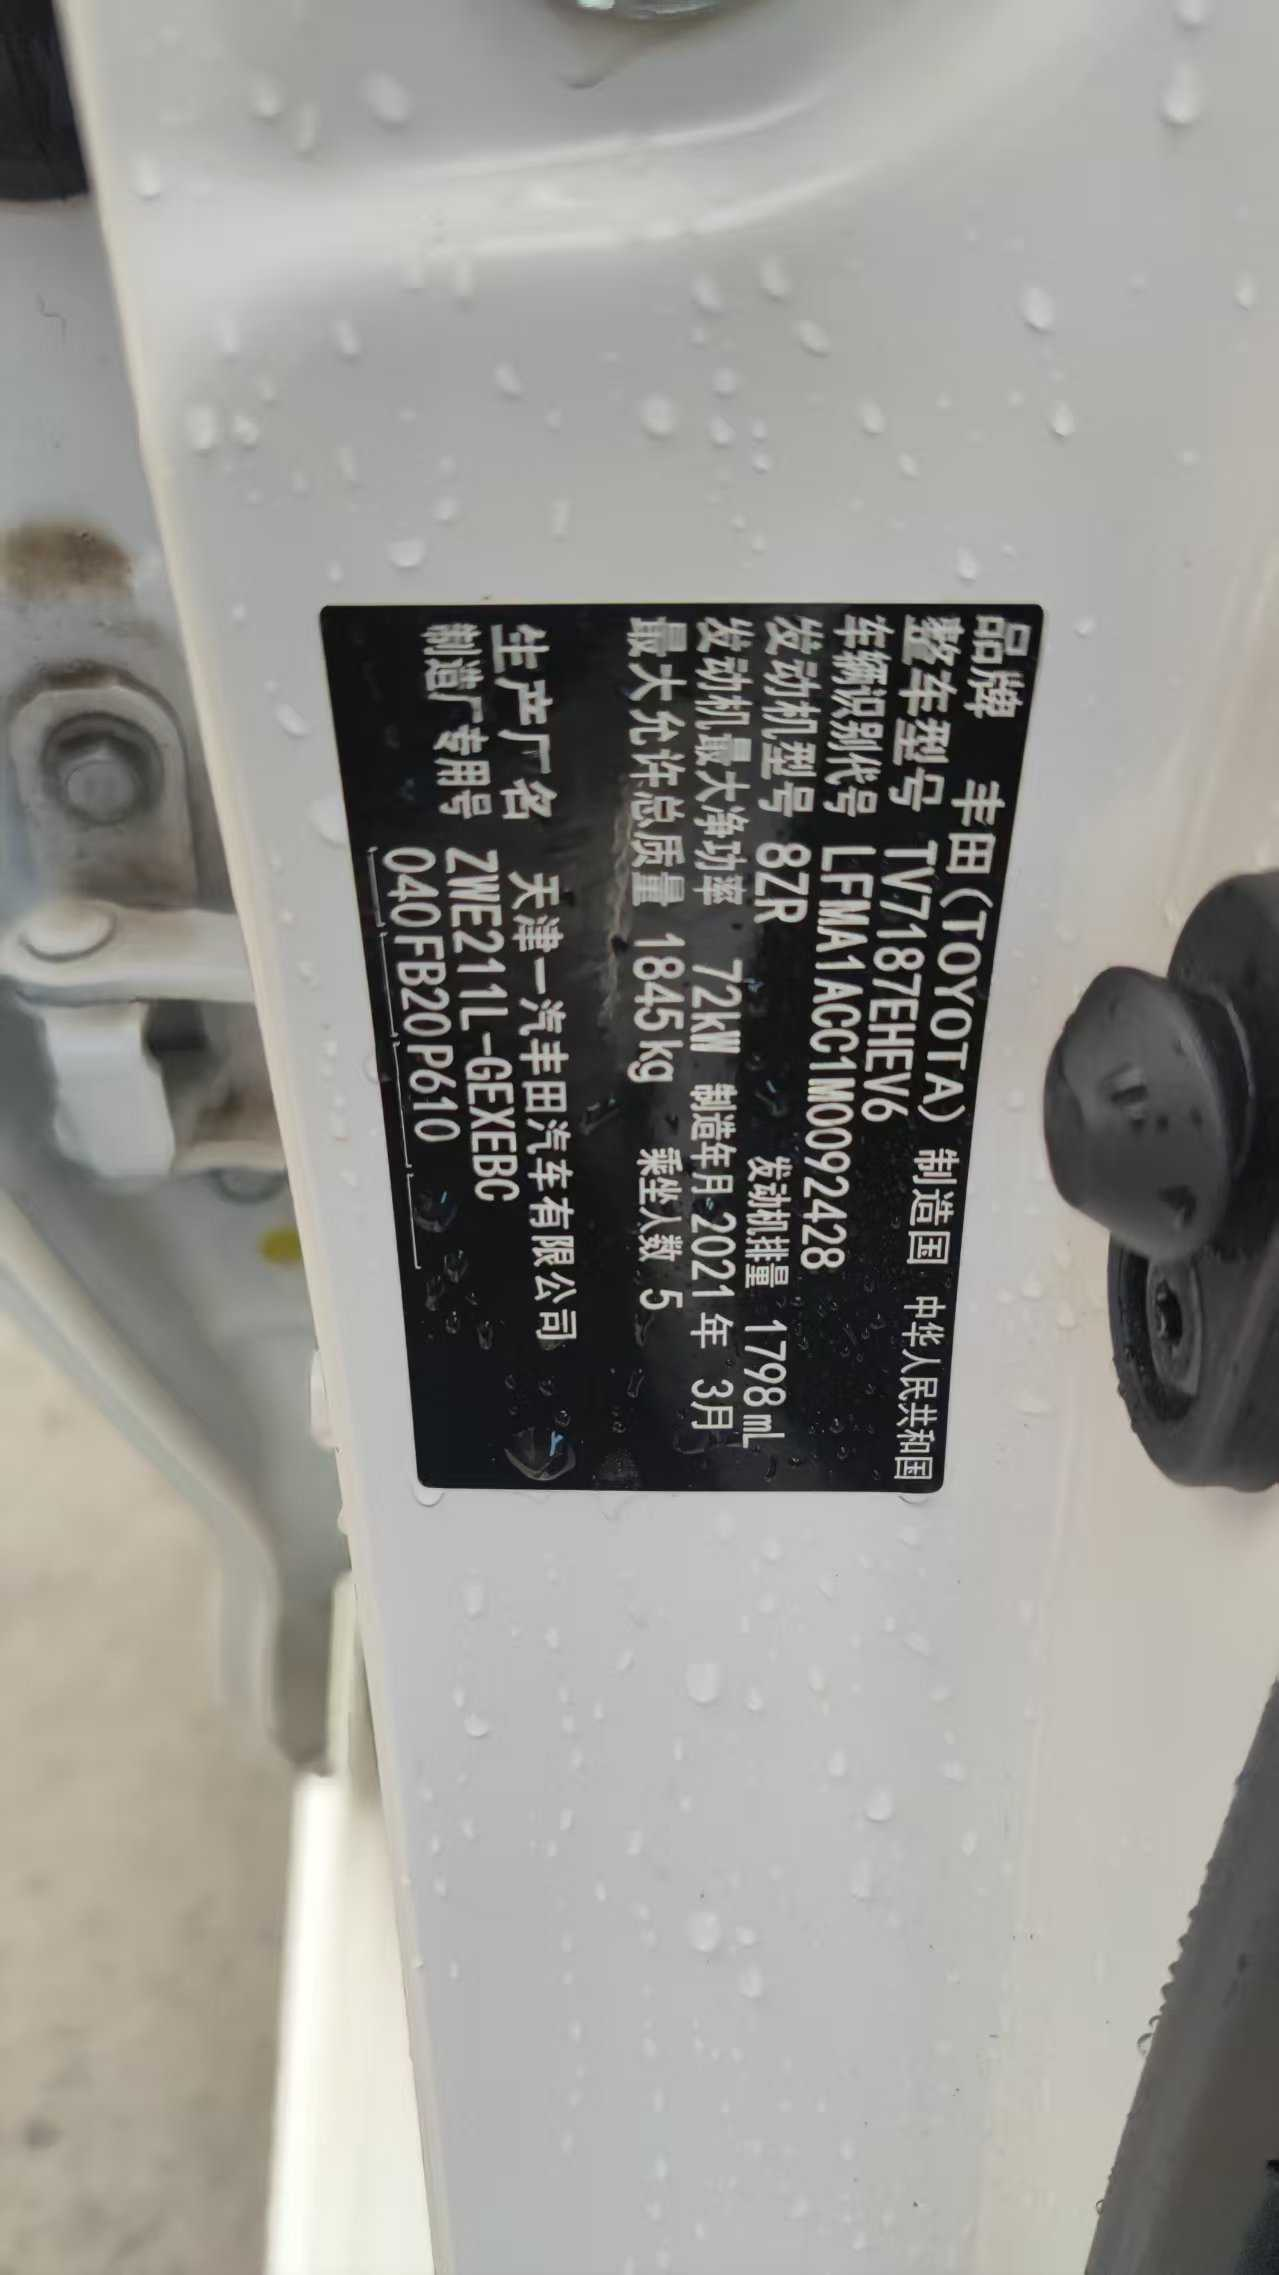 品牌 丰田(TOYOTA) 制造国 中华人民共和国
整车型号 TV7187EHEV6
车辆识别代号 LFMA1ACC1M0092428
发动机型号 8ZR 发动机排量 1798mL
发动机最大净功率 72kW 制造年月 2021年 3月
最大允许总质量 1845kg 乘坐人数 5
生产厂名 天津一汽丰田汽车有限公司
制造厂专用号 ZWE211L-GEXEBC
040FB20P610